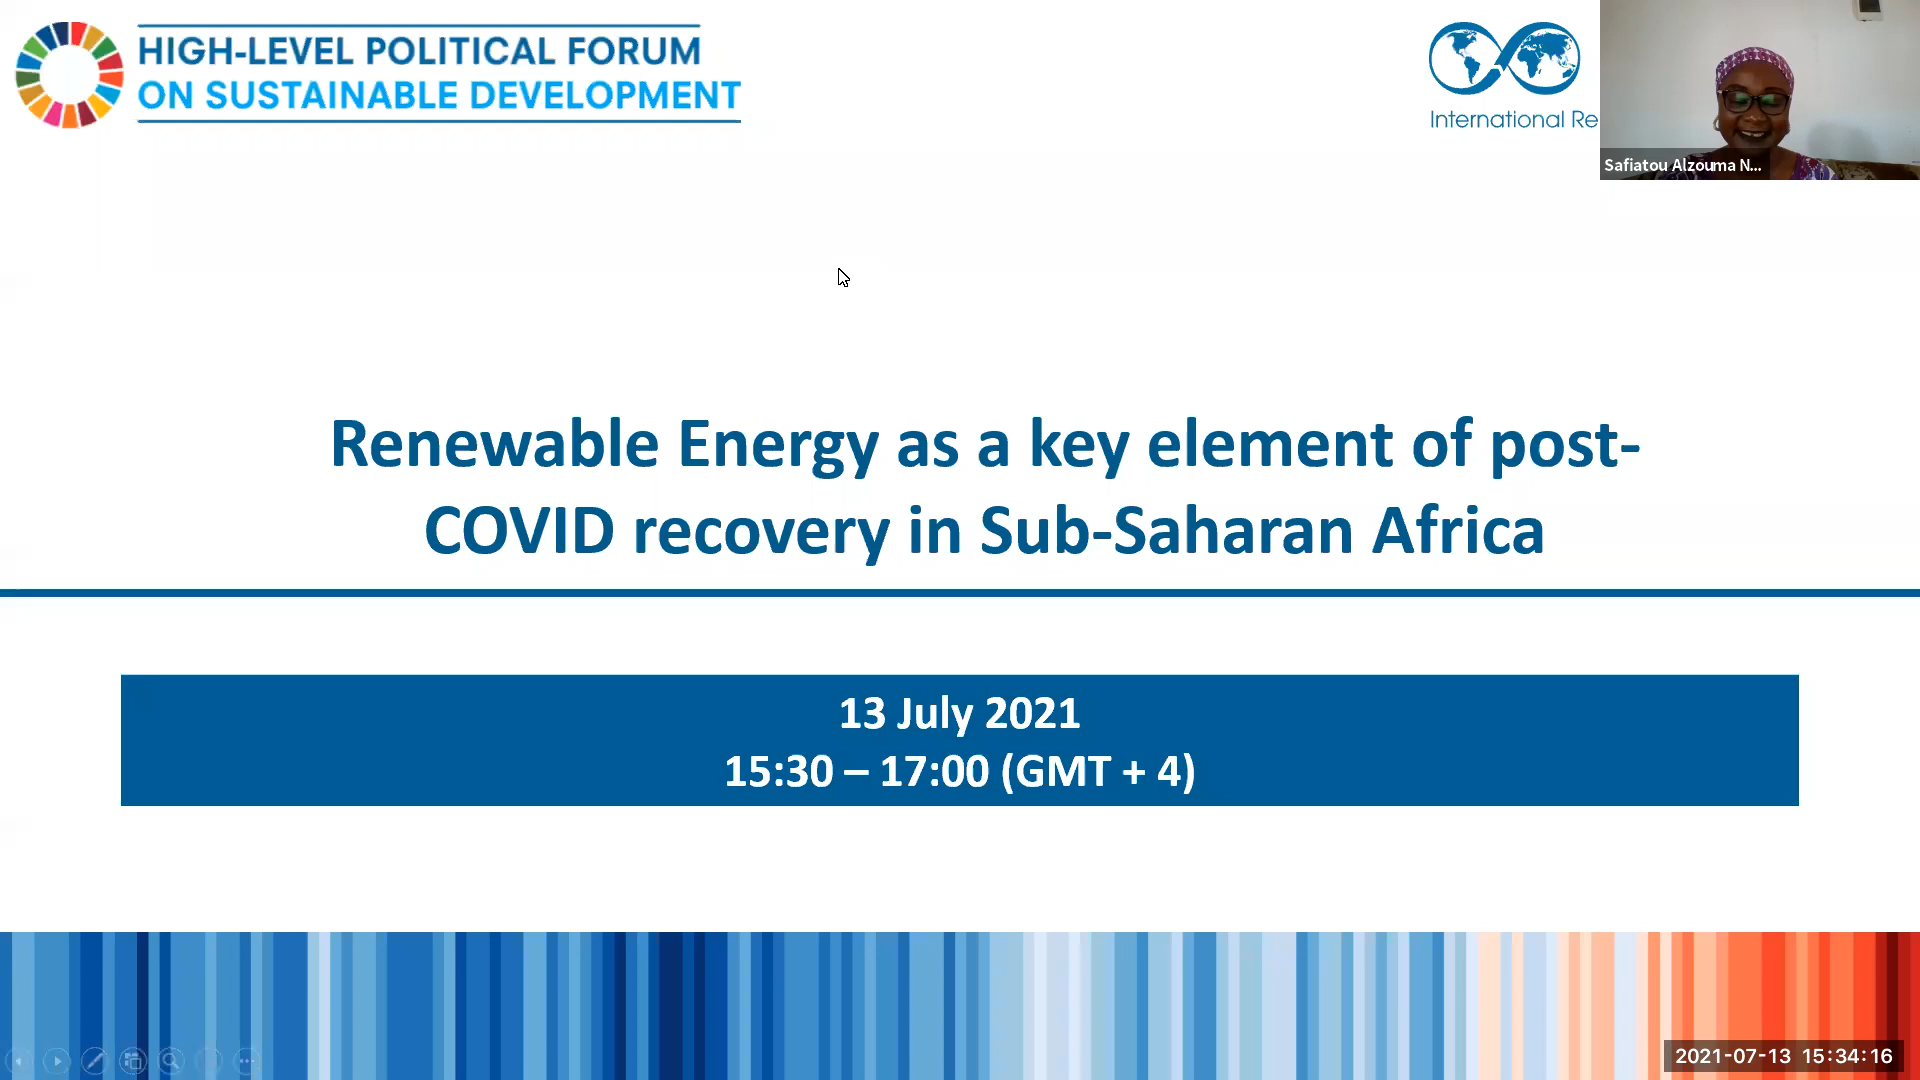 HIGH-LEVEL POLITICAL FORUM
ON SUSTAINABLE DEVELOPMENT
International Re
Safiatou Alzouma N...
Renewable Energy as a key element of post-
COVID recovery in Sub-Saharan Africa
13 July 2021
15:30 – 17:00 (GMT + 4)
2021-07-13 15:34:16